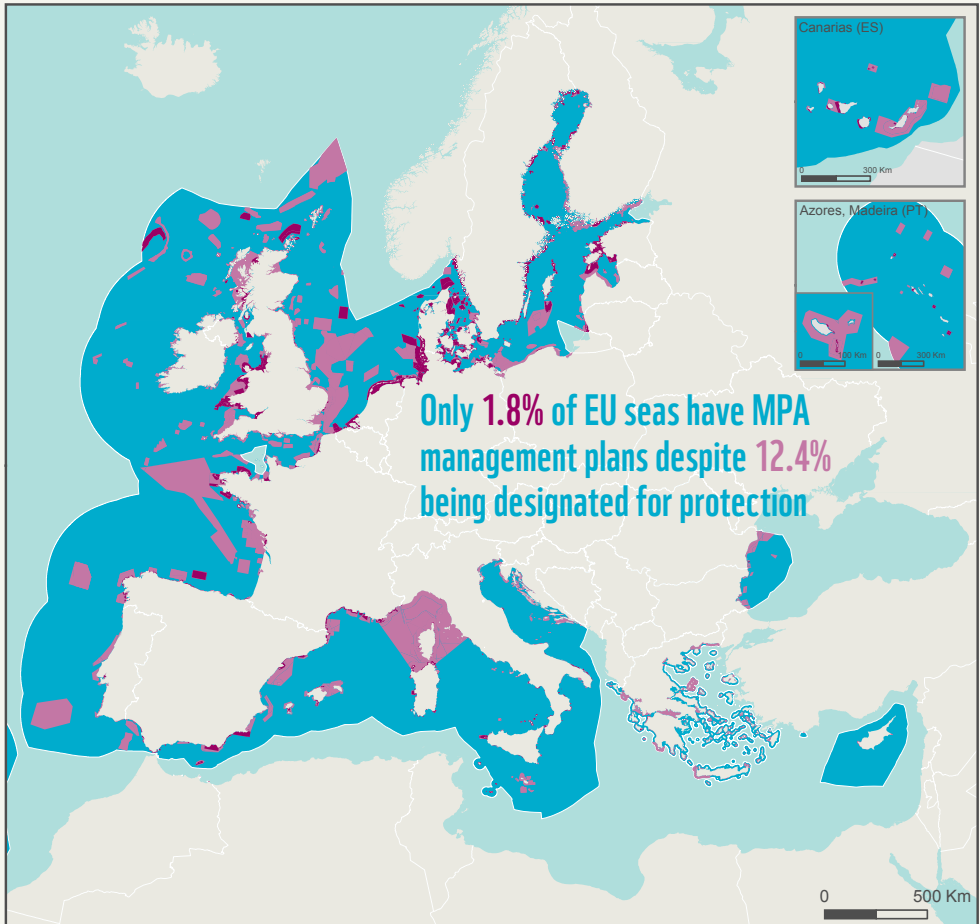 Canarias (ES)
0 300 Km
Azores, Madeira (PT)
0 100 Km
0 300 Km
Only 1.8% of EU seas have MPA
management plans despite 12.4%
being designated for protection
0 500 Km